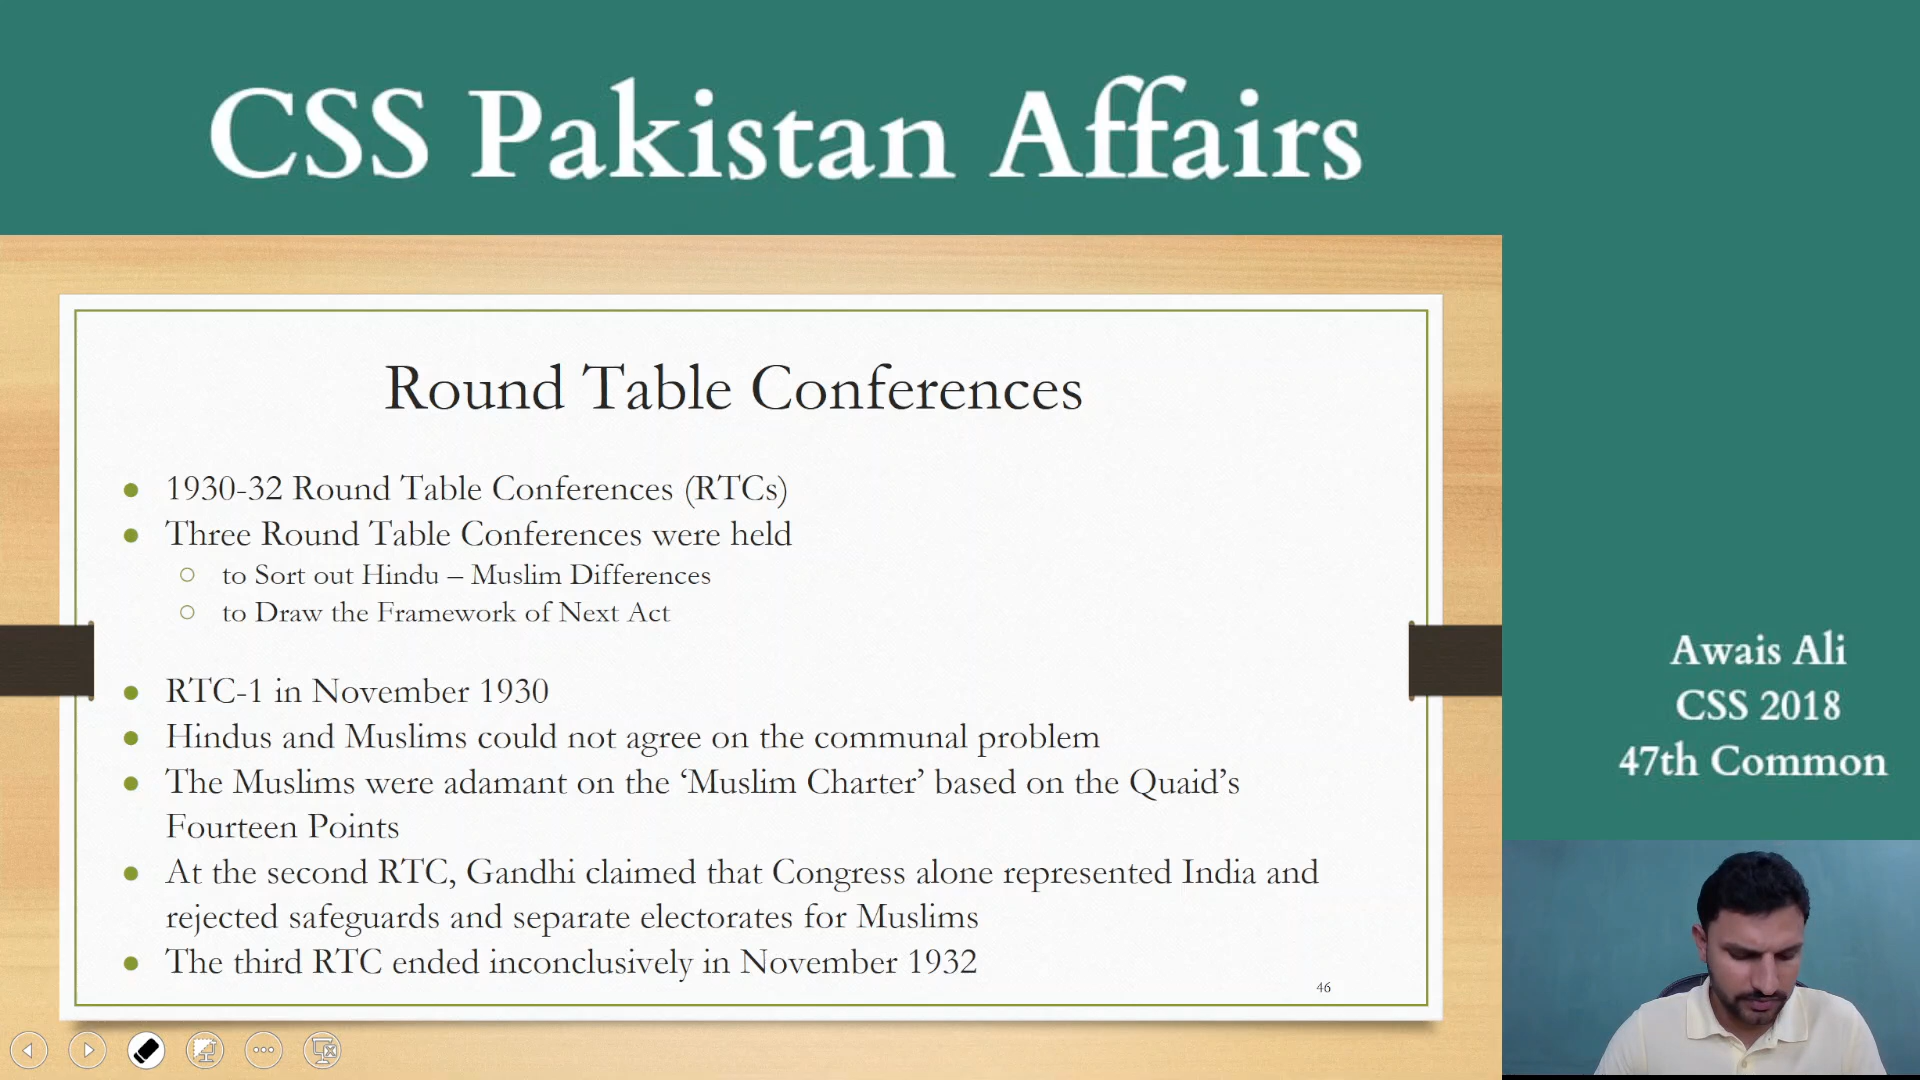 CSS Pakistan Affairs
Round Table Conferences
1930-32 Round Table Conferences (RTCs)
Three Round Table Conferences were held
to Sort out Hindu – Muslim Differences
to Draw the Framework of Next Act
RTC-1 in November 1930
Hindus and Muslims could not agree on the communal problem
The Muslims were adamant on the ‘Muslim Charter’ based on the Quaid’s
Fourteen Points
At the second RTC, Gandhi claimed that Congress alone represented India and
rejected safeguards and separate electorates for Muslims
The third RTC ended inconclusively in November 1932
46
Awais Ali
CSS 2018
47th Common